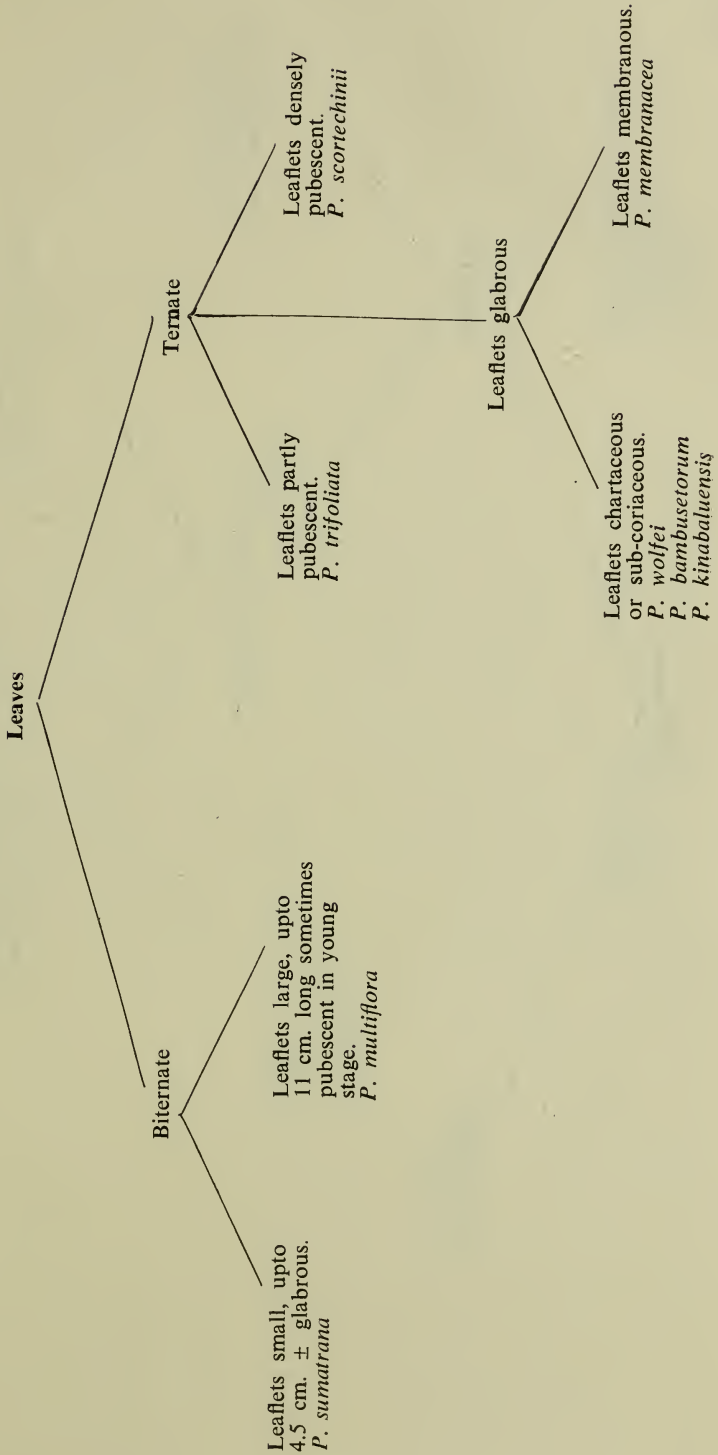 Leaves
Biternate
Ternate
Leaflets small, upto
4.5 cm. ± glabrous.
P. sumatrana
Leaflets large, upto
11 cm. long sometimes
pubescent in young
stage.
P. multiflora
Leaflets partly
pubescent.
P. trifoliata
Leaflets densely
pubescent.
P. scortechinii
Leaflets glabrous
Leaflets chartaceous
or sub-coriaceous.
P. wolfei
P. bambusetorum
P. kinabaluensis
Leaflets membranous.
P. membranacea